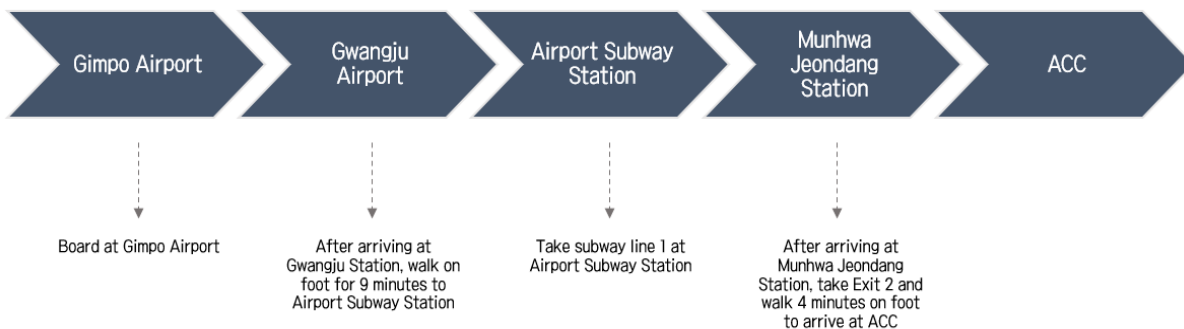 Gimpo Airport
Gwangju
Airport
Airport Subway
Station
Munhwa
Jeondang
Station
ACC
Board at Gimpo Airport
After arriving at
Gwangju Station, walk on
foot for 9 minutes to
Airport Subway Station
Take subway line 1 at
Airport Subway Station
After arriving at
Munhwa Jeondang
Station, take Exit 2 and
walk 4 minutes on foot
to arrive at ACC